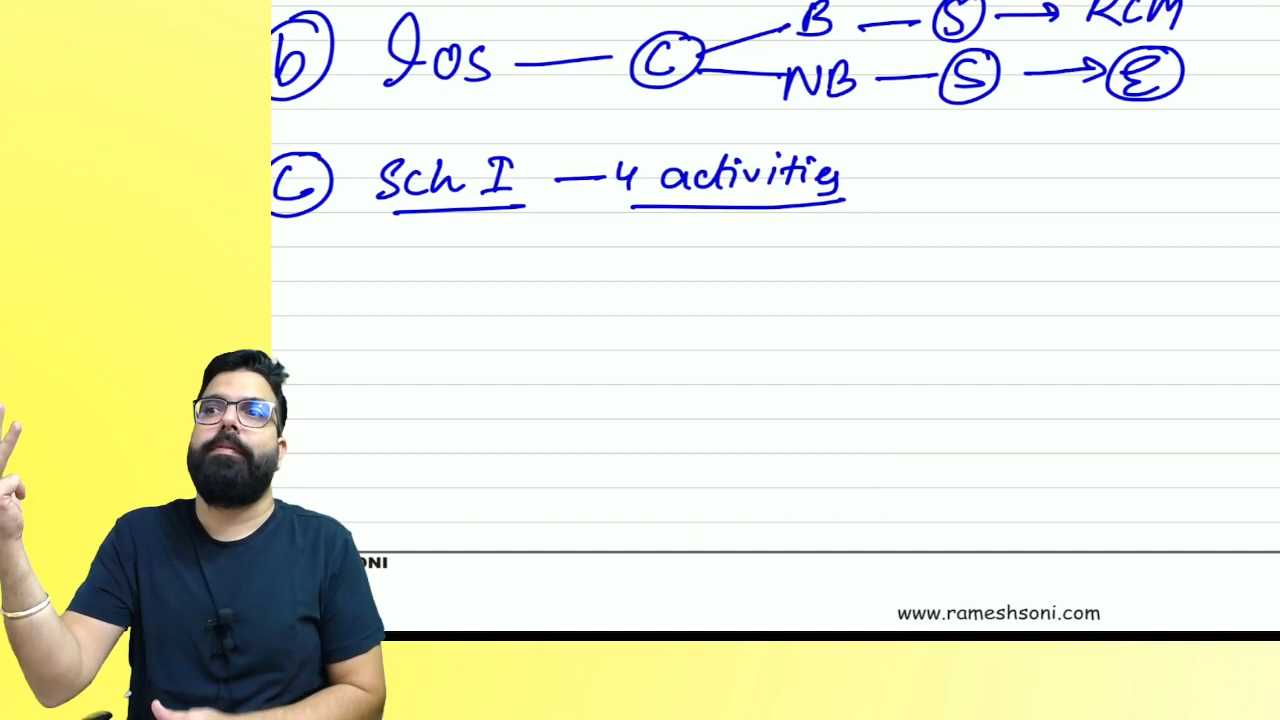 B — S → RCM
b IOS — C
NB — S → E
C Sch I — 4 activities
ONI
www.rameshsoni.com